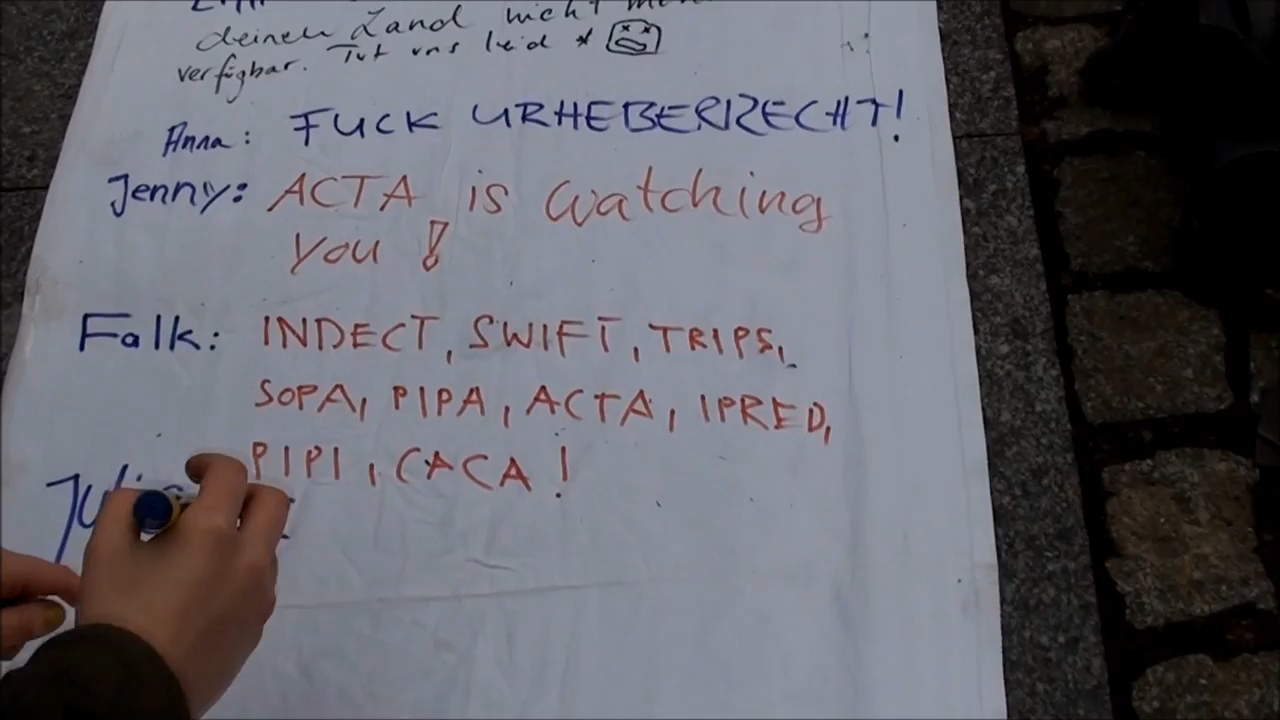 deinem Land nicht
verfügbar. Tut uns leid *
Anna: FUCK URHEBERRECHT!
Jenny: ACTA is watching
you!
Falk: INDECT, SWIFT, TRIPS,
SOPA, PIPA, ACTA, IPRED,
PIPI, CACA!